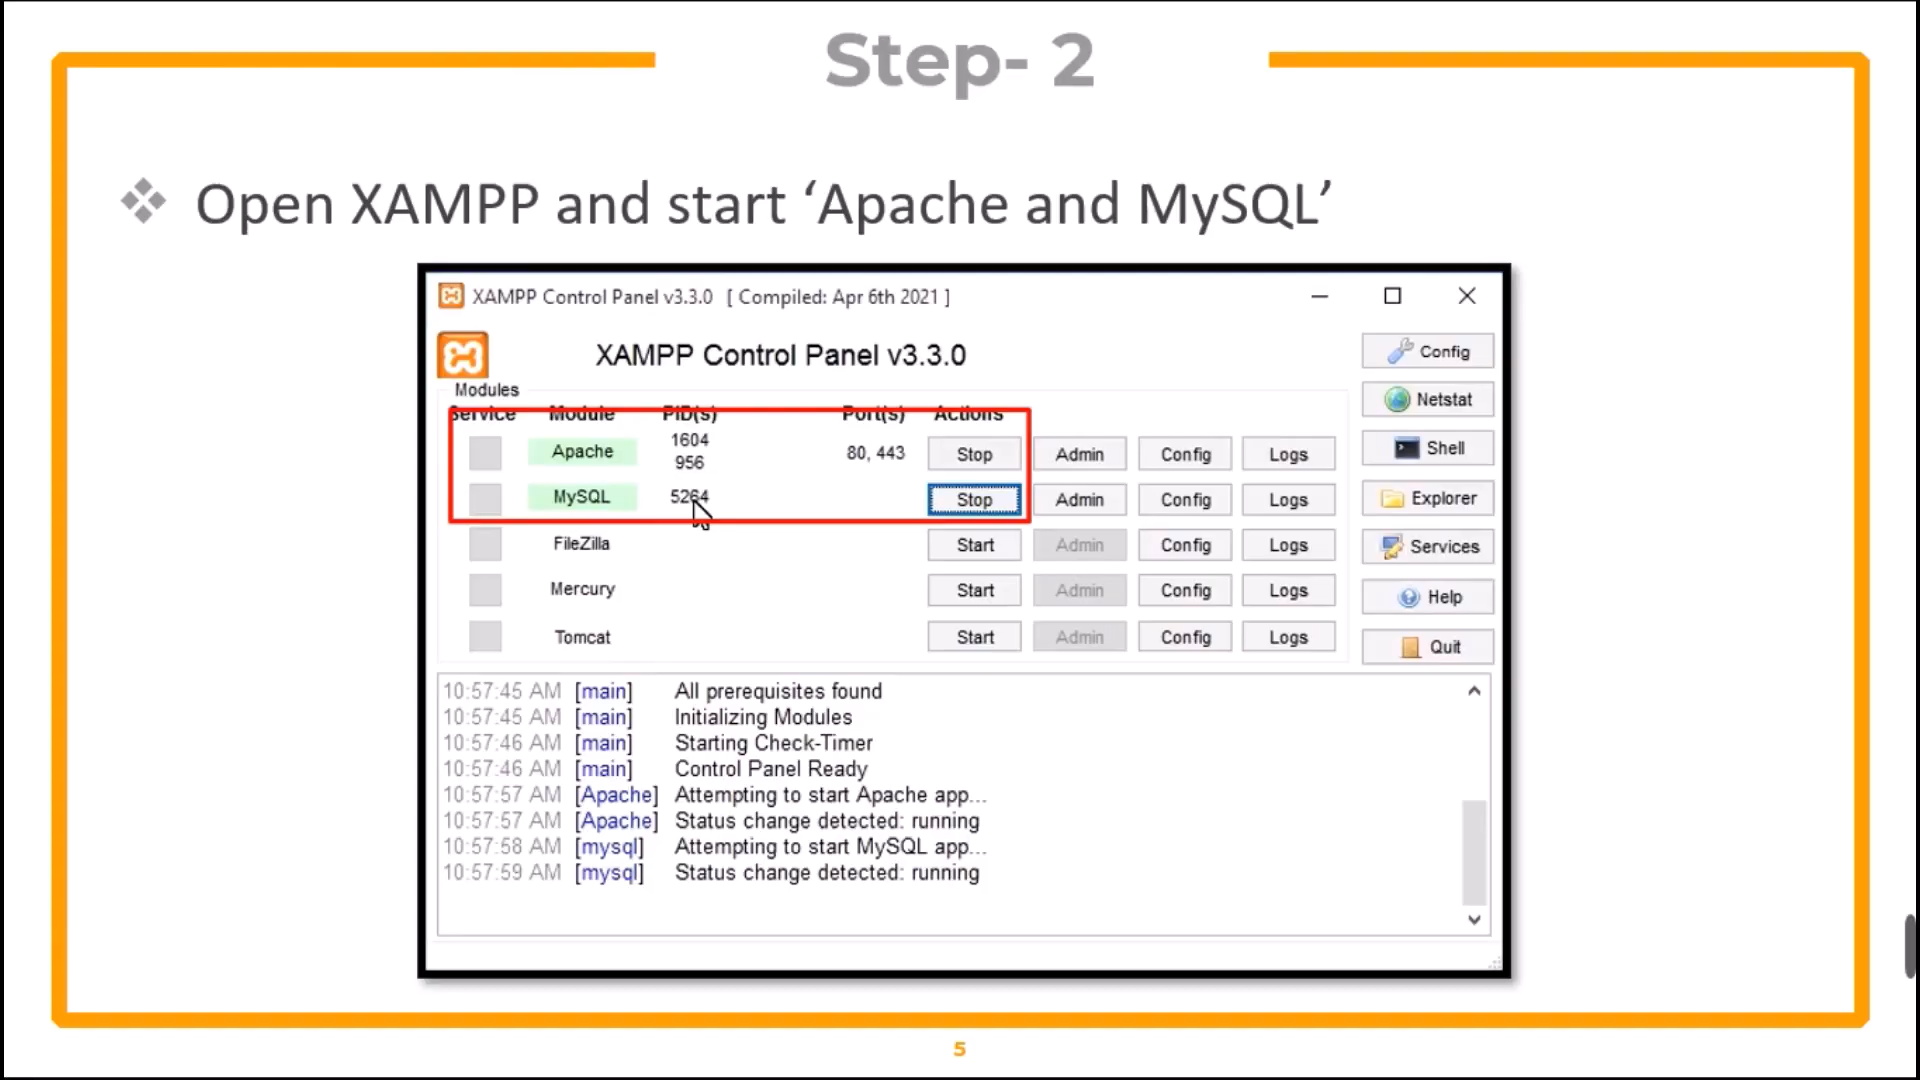 Step- 2
Open XAMPP and start ‘Apache and MySQL’
XAMPP Control Panel v3.3.0 [ Compiled: Apr 6th 2021 ]
XAMPP Control Panel v3.3.0
Config
Modules
Netstat
Service Module PID(s) Port(s) Actions
Apache 1604 956 80, 443 Stop Admin Config Logs
Shell
MySQL 5264 Stop Admin Config Logs
Explorer
FileZilla Start Admin Config Logs
Services
Mercury Start Admin Config Logs
Help
Tomcat Start Admin Config Logs
Quit
10:57:45 AM [main] All prerequisites found
10:57:45 AM [main] Initializing Modules
10:57:46 AM [main] Starting Check-Timer
10:57:46 AM [main] Control Panel Ready
10:57:57 AM [Apache] Attempting to start Apache app...
10:57:57 AM [Apache] Status change detected: running
10:57:58 AM [mysql] Attempting to start MySQL app...
10:57:59 AM [mysql] Status change detected: running
5